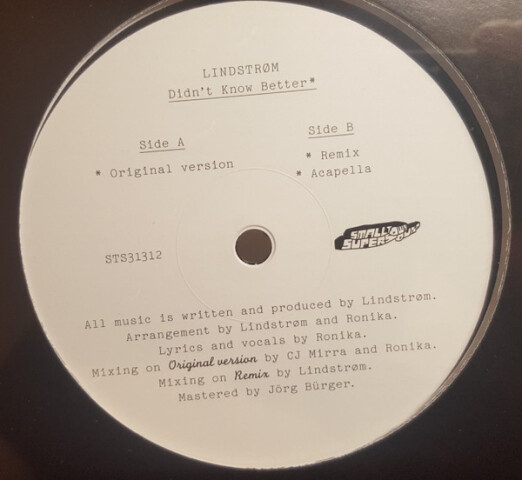 LINDSTRØM
Didn't Know Better*
Side A
* Original version
Side B
* Remix
* Acapella
STS31312
SMALLTOWN
SUPERSOUND
All music is written and produced by Lindstrøm.
Arrangement by Lindstrøm and Ronika.
Lyrics and vocals by Ronika.
Mixing on Original version by CJ Mirra and Ronika.
Mixing on Remix by Lindstrøm.
Mastered by Jörg Bürger.